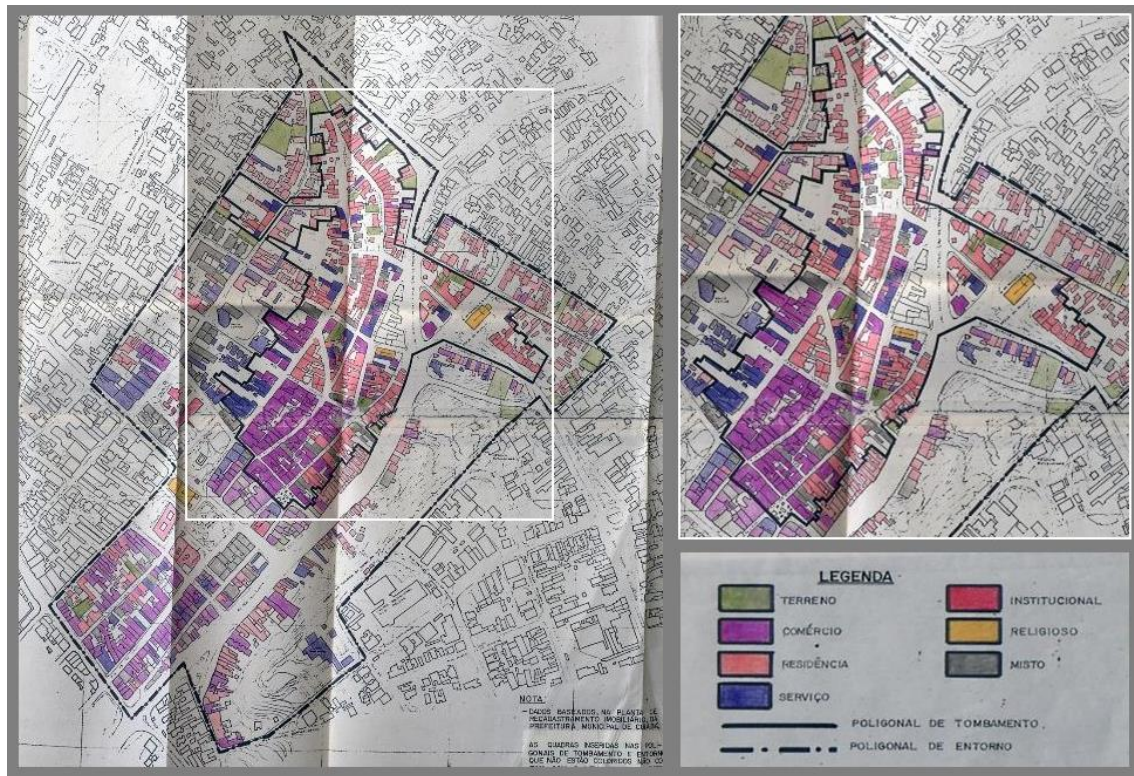 LEGENDA
TERRENO
COMÉRCIO
RESIDÊNCIA
SERVIÇO
INSTITUCIONAL
RELIGIOSO
MISTO
POLIGONAL DE TOMBAMENTO.
POLIGONAL DE ENTORNO
NOTA:
- DADOS BASEADOS NA PLANTA DE
RECADASTRAMENTO IMOBILIÁRIO, DA
PREFEITURA MUNICIPAL DE
AS QUADRAS INSERIDAS NAS POLI-
GONAIS DE TOMBAMENTO E
QUE NÃO ESTÃO COLORIDOS NÃO